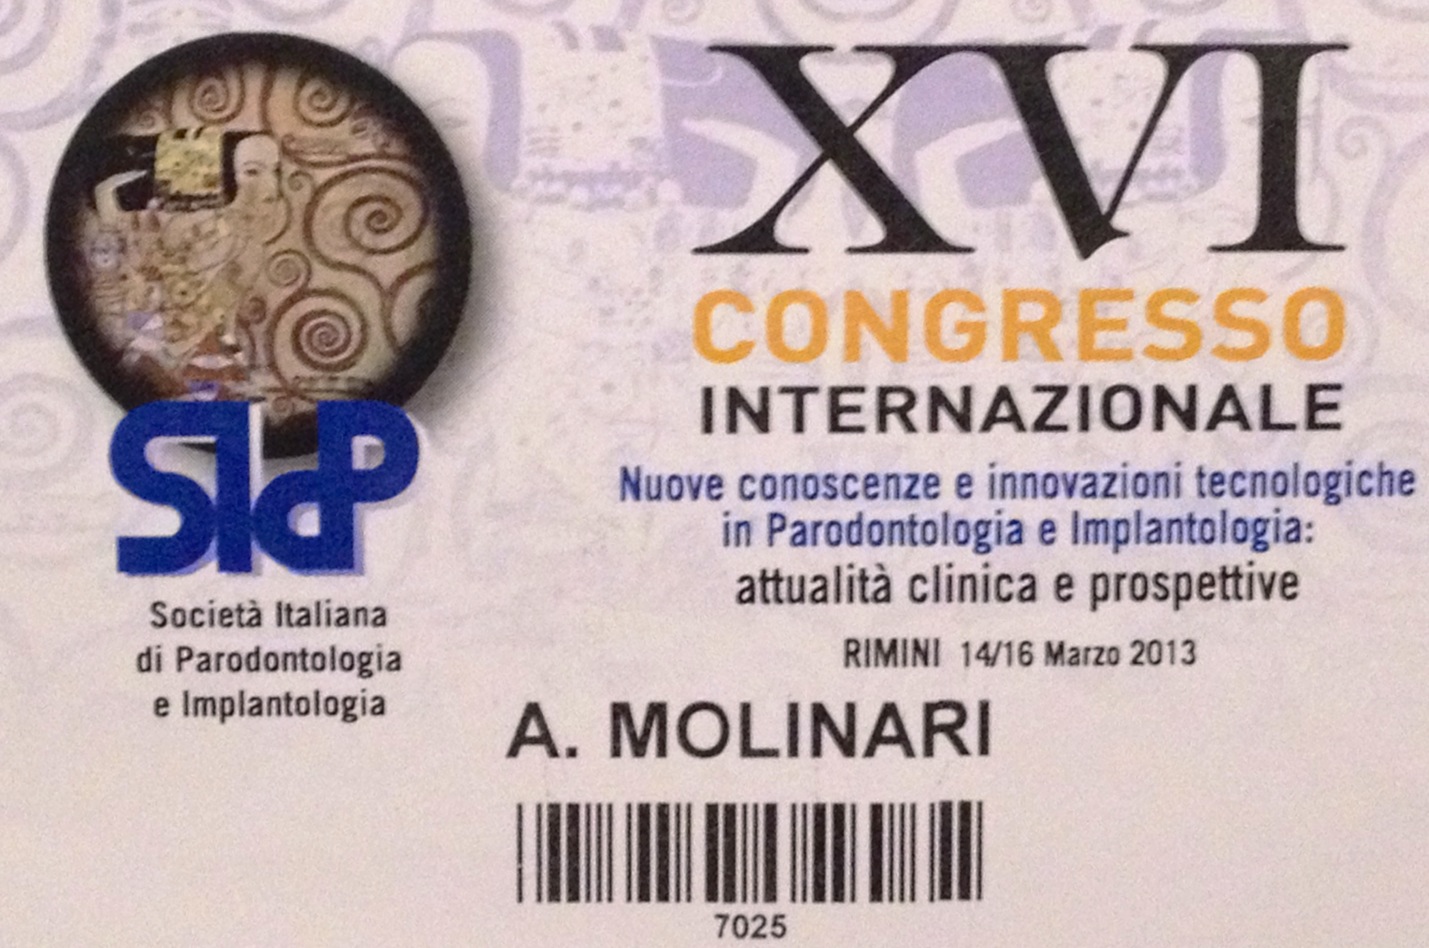 XVI
CONGRESSO
INTERNAZIONALE
Nuove conoscenze e innovazioni tecnologiche
in Parodontologia e Implantologia:
attualità clinica e prospettive
RIMINI 14/16 Marzo 2013
SIdP
Società Italiana
di Parodontologia
e Implantologia
A. MOLINARI
7025